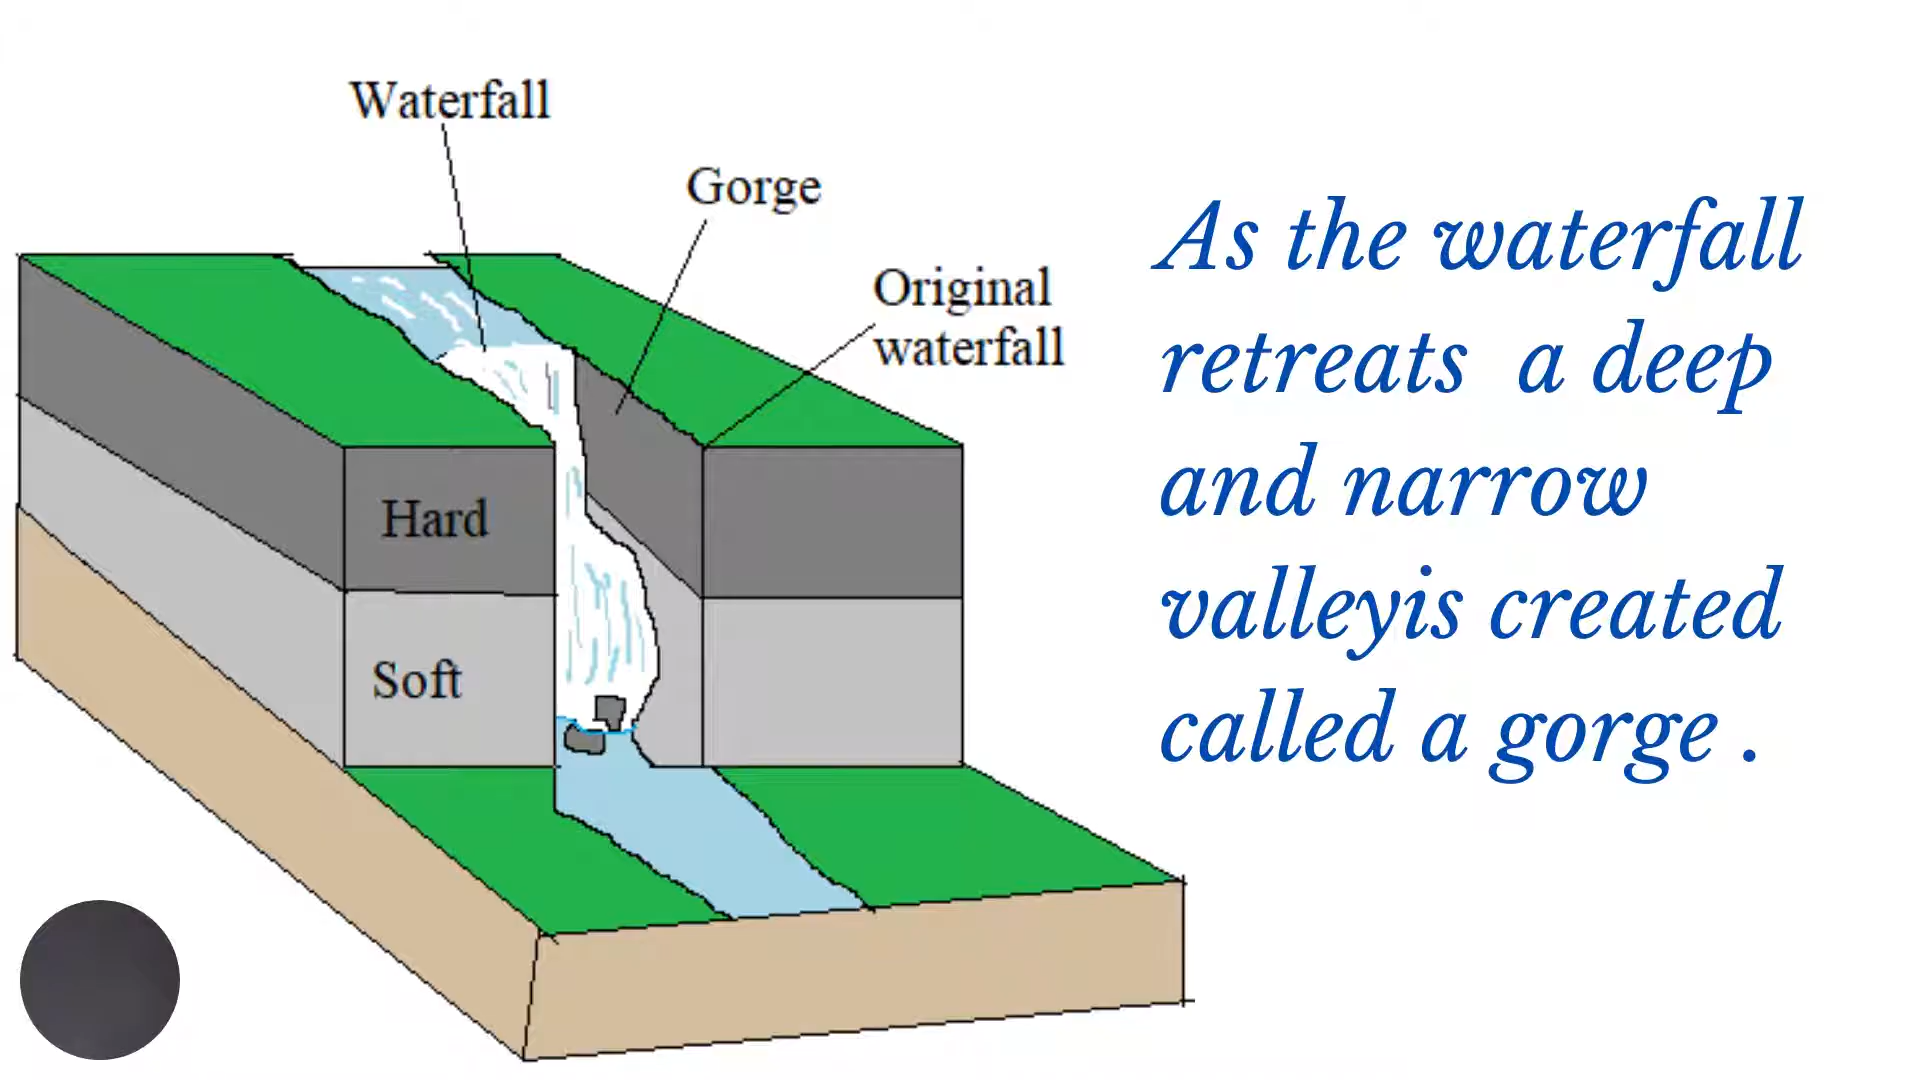 Waterfall
Gorge
Original
waterfall
Hard
Soft
As the waterfall
retreats a deep
and narrow
valleyis created
called a gorge .